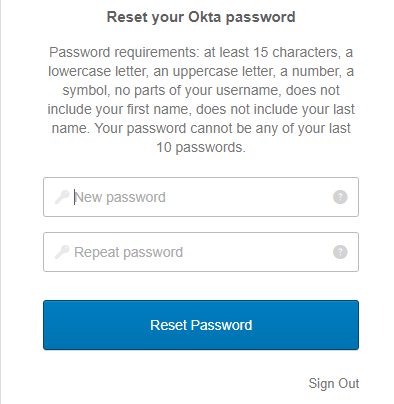 Reset your Okta password
Password requirements: at least 15 characters, a
lowercase letter, an uppercase letter, a number, a
symbol, no parts of your username, does not
include your first name, does not include your last
name. Your password cannot be any of your last
10 passwords.
New password
?
Repeat password
?
Reset Password
Sign Out